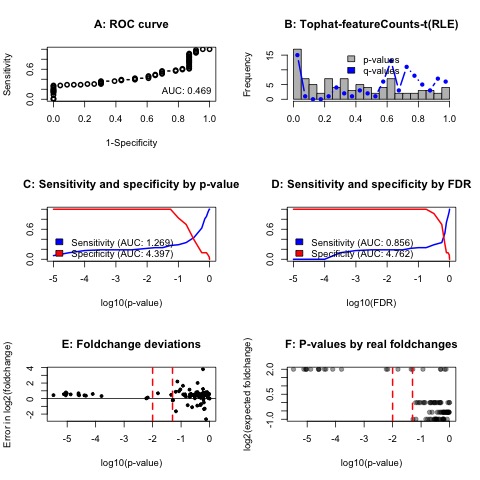 A: ROC curve
Sensitivity
0.0 0.6
AUC: 0.469
0.0 0.2 0.4 0.6 0.8 1.0
1-Specificity
B: Tophat-featureCounts-t(RLE)
Frequency
0 5 15
p-values
q-values
0.0 0.2 0.4 0.6 0.8 1.0
C: Sensitivity and specificity by p-value
0.0 0.6
Sensitivity (AUC: 1.269)
Specificity (AUC: 4.397)
-5 -4 -3 -2 -1 0
log10(p-value)
D: Sensitivity and specificity by FDR
0.0 0.6
Sensitivity (AUC: 0.856)
Specificity (AUC: 4.762)
-5 -4 -3 -2 -1 0
log10(FDR)
E: Foldchange deviations
Error in log2(foldchange)
-2 0 2 4
-5 -4 -3 -2 -1 0
log10(p-value)
F: P-values by real foldchanges
log2(expected foldchange)
-1.0 0.5 2.0
-5 -4 -3 -2 -1 0
log10(p-value)